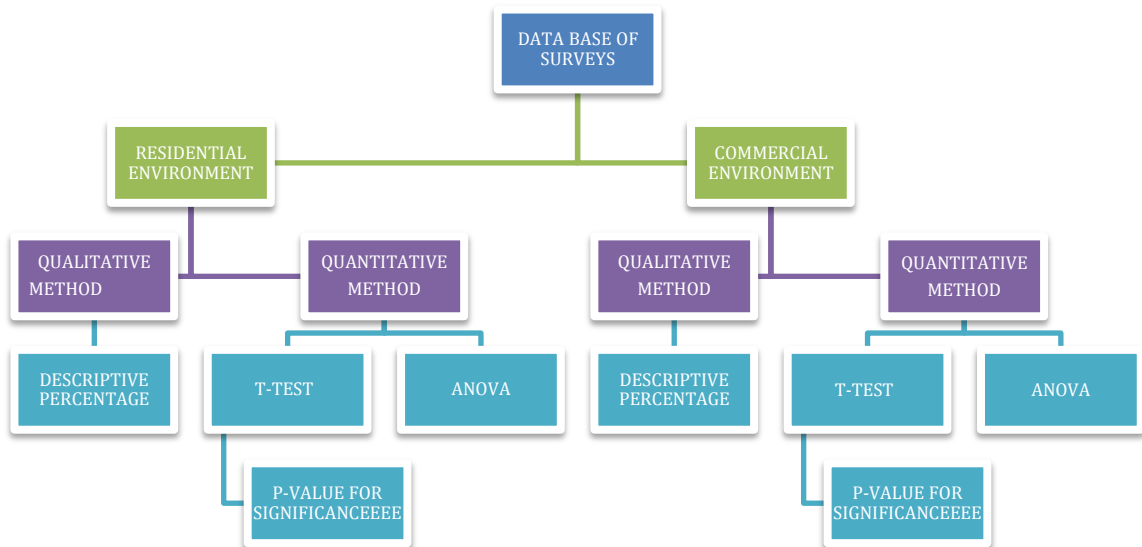 DATA BASE OF
SURVEYS
RESIDENTIAL
ENVIRONMENT
COMMERCIAL
ENVIRONMENT
QUALITATIVE
METHOD
QUANTITATIVE
METHOD
QUALITATIVE
METHOD
QUANTITATIVE
METHOD
DESCRIPTIVE
PERCENTAGE
T-TEST
ANOVA
DESCRIPTIVE
PERCENTAGE
T-TEST
ANOVA
P-VALUE FOR
SIGNIFICANCEEEE
P-VALUE FOR
SIGNIFICANCEEEE